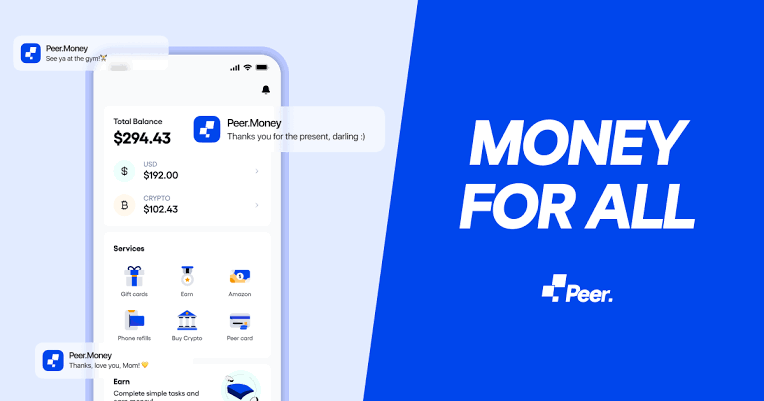 Peer.Money
See ya at the gym!🏋️
Total Balance
$294.43
Peer.Money
Thanks you for the present, darling :)
USD
$192.00
CRYPTO
$102.43
Services
Gift cards
Earn
Amazon
Phone refills
Buy Crypto
Peer card
Peer.Money
Thanks, love you, Mom! 💛
Earn
Complete simple tasks and
earn money!
MONEY
FOR ALL
Peer.